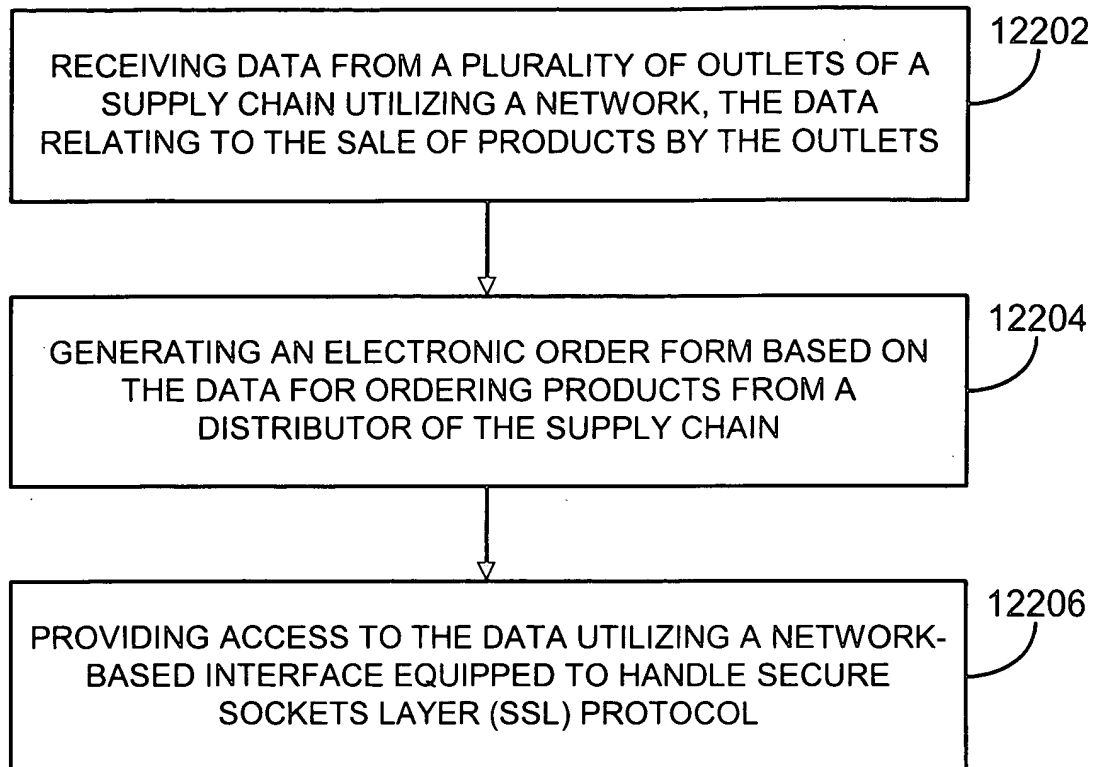 12202
RECEIVING DATA FROM A PLURALITY OF OUTLETS OF A
SUPPLY CHAIN UTILIZING A NETWORK, THE DATA
RELATING TO THE SALE OF PRODUCTS BY THE OUTLETS
12204
GENERATING AN ELECTRONIC ORDER FORM BASED ON
THE DATA FOR ORDERING PRODUCTS FROM A
DISTRIBUTOR OF THE SUPPLY CHAIN
12206
PROVIDING ACCESS TO THE DATA UTILIZING A NETWORK-
BASED INTERFACE EQUIPPED TO HANDLE SECURE
SOCKETS LAYER (SSL) PROTOCOL